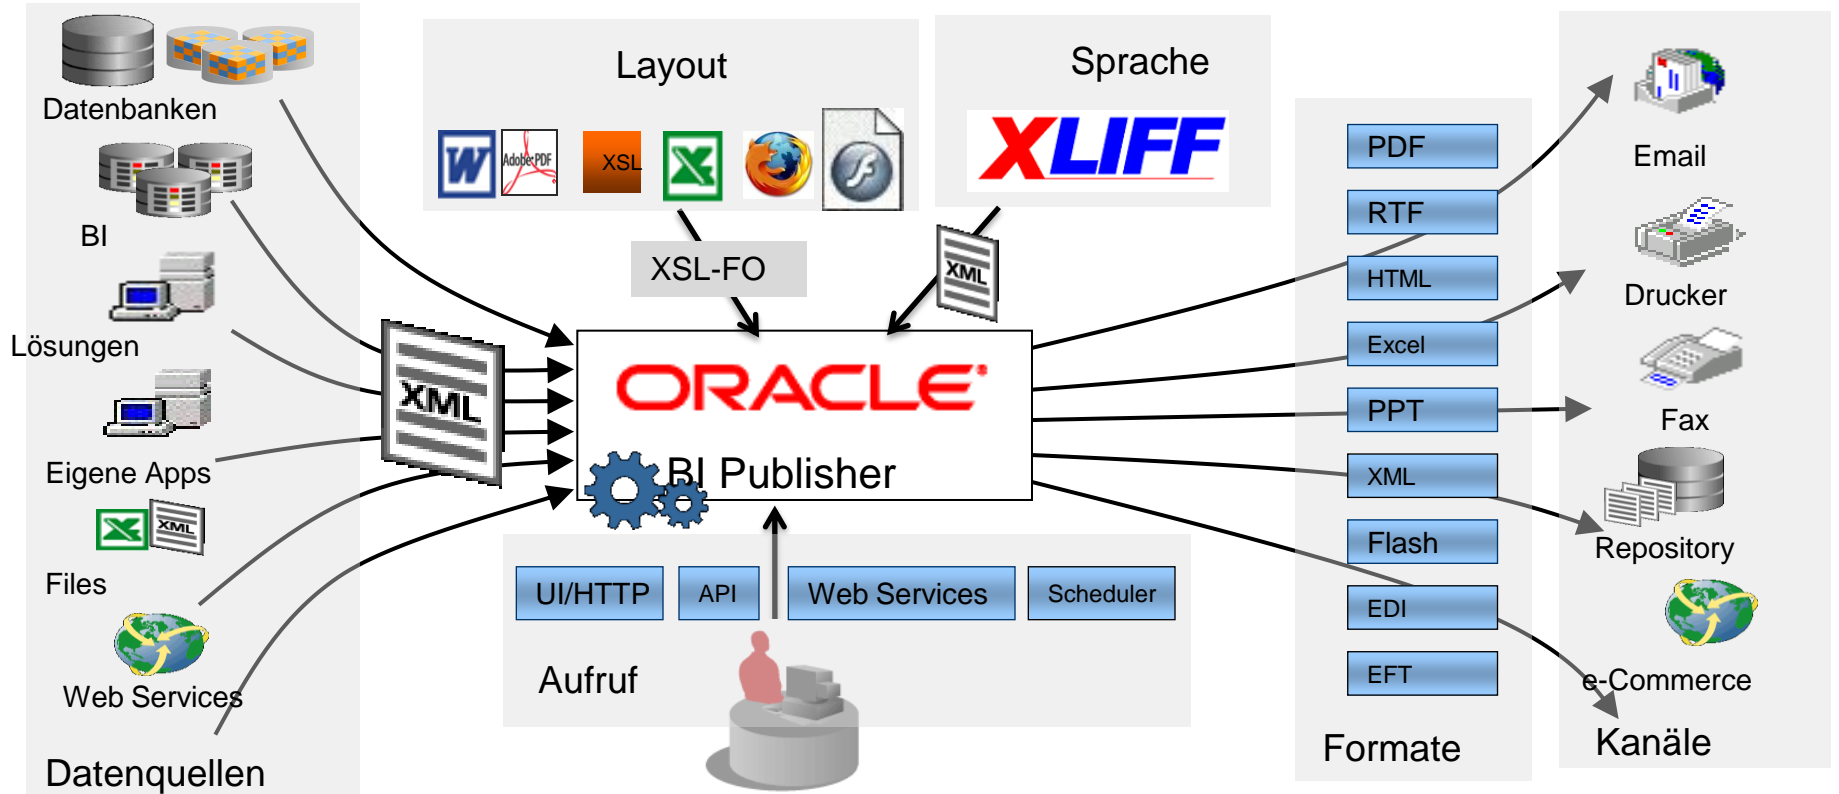 Datenbanken
BI
Lösungen
Eigene Apps
Files
XML
Web Services
Datenquellen
XML
Layout
W
Adobe PDF
XSL
XSL-FO
Sprache
XLIFF
XML
ORACLE
BI Publisher
UI/HTTP
API
Web Services
Scheduler
Aufruf
PDF
RTF
HTML
Excel
PPT
XML
Flash
EDI
EFT
Formate
Email
Drucker
Fax
Repository
e-Commerce
Kanäle